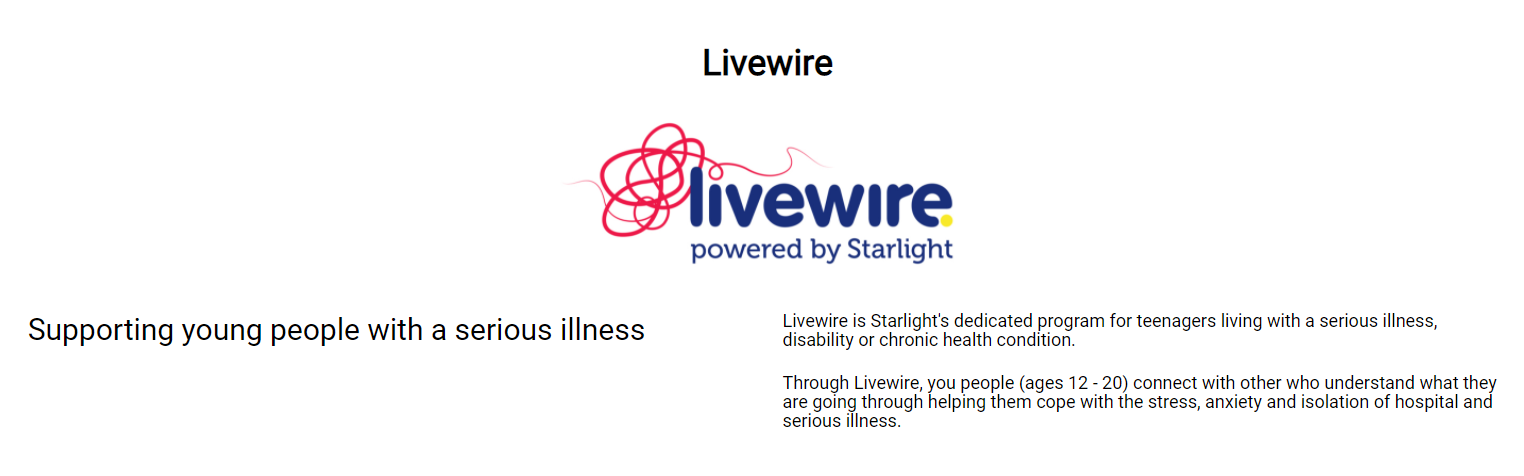 Livewire
livewire.
powered by Starlight
Supporting young people with a serious illness
Livewire is Starlight's dedicated program for teenagers living with a serious illness,
disability or chronic health condition.
Through Livewire, you people (ages 12 - 20) connect with other who understand what they
are going through helping them cope with the stress, anxiety and isolation of hospital and
serious illness.